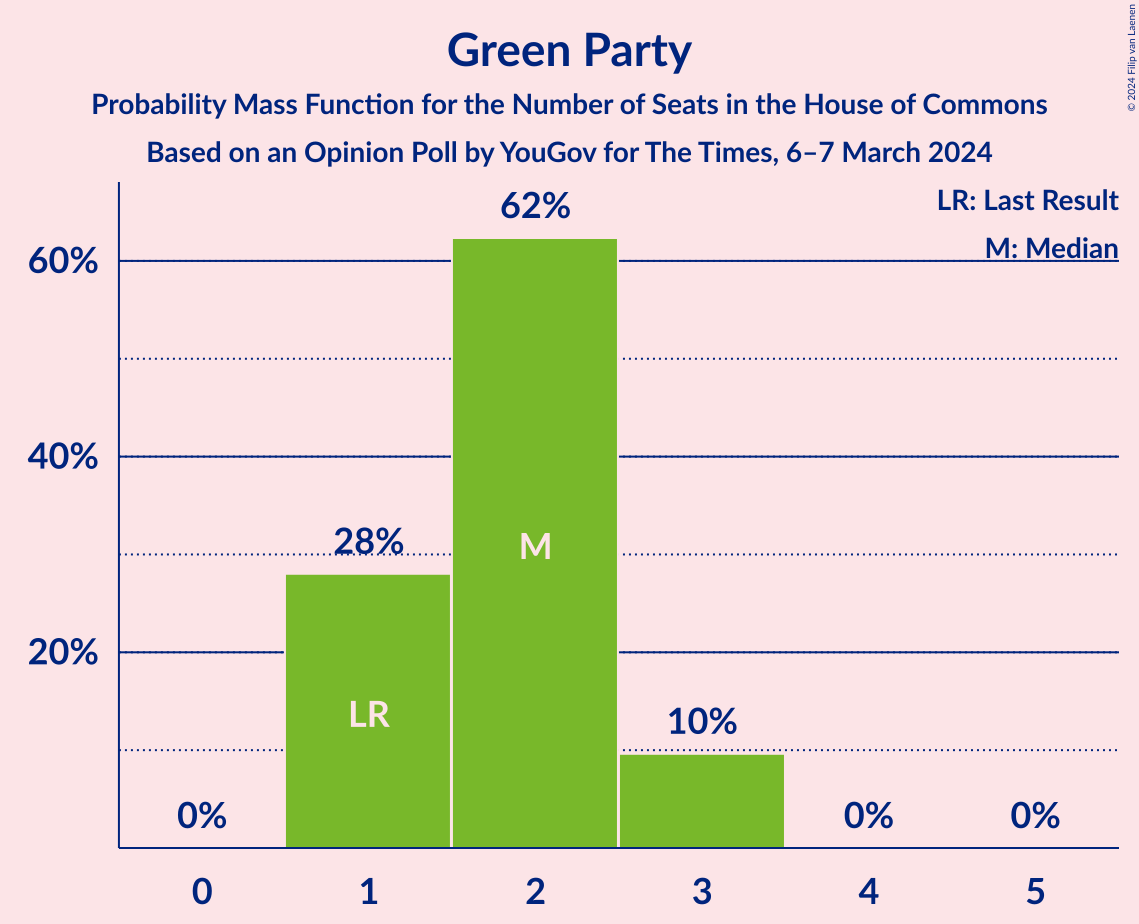 Green Party
Probability Mass Function for the Number of Seats in the House of Commons
Based on an Opinion Poll by YouGov for The Times, 6–7 March 2024
© 2024 Filip van Laenen
LR: Last Result
M: Median
60%
40%
20%
0%
28%
62%
10%
0%
0%
LR
M
0
1
2
3
4
5